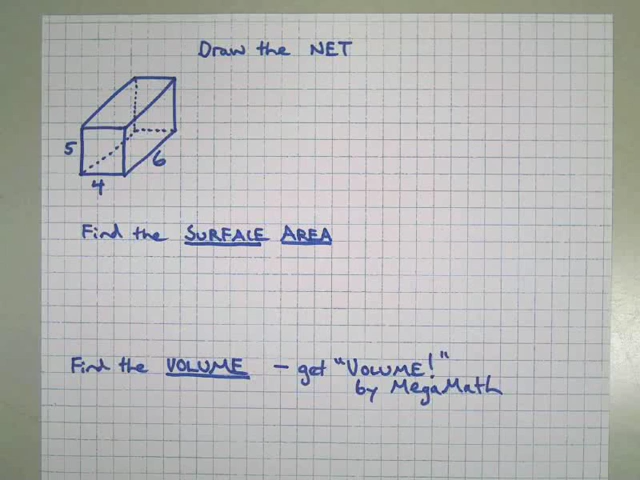 Draw the NET
5
6
4
Find the SURFACE AREA
Find the VOLUME - get "VOLUME!"
by MegaMath